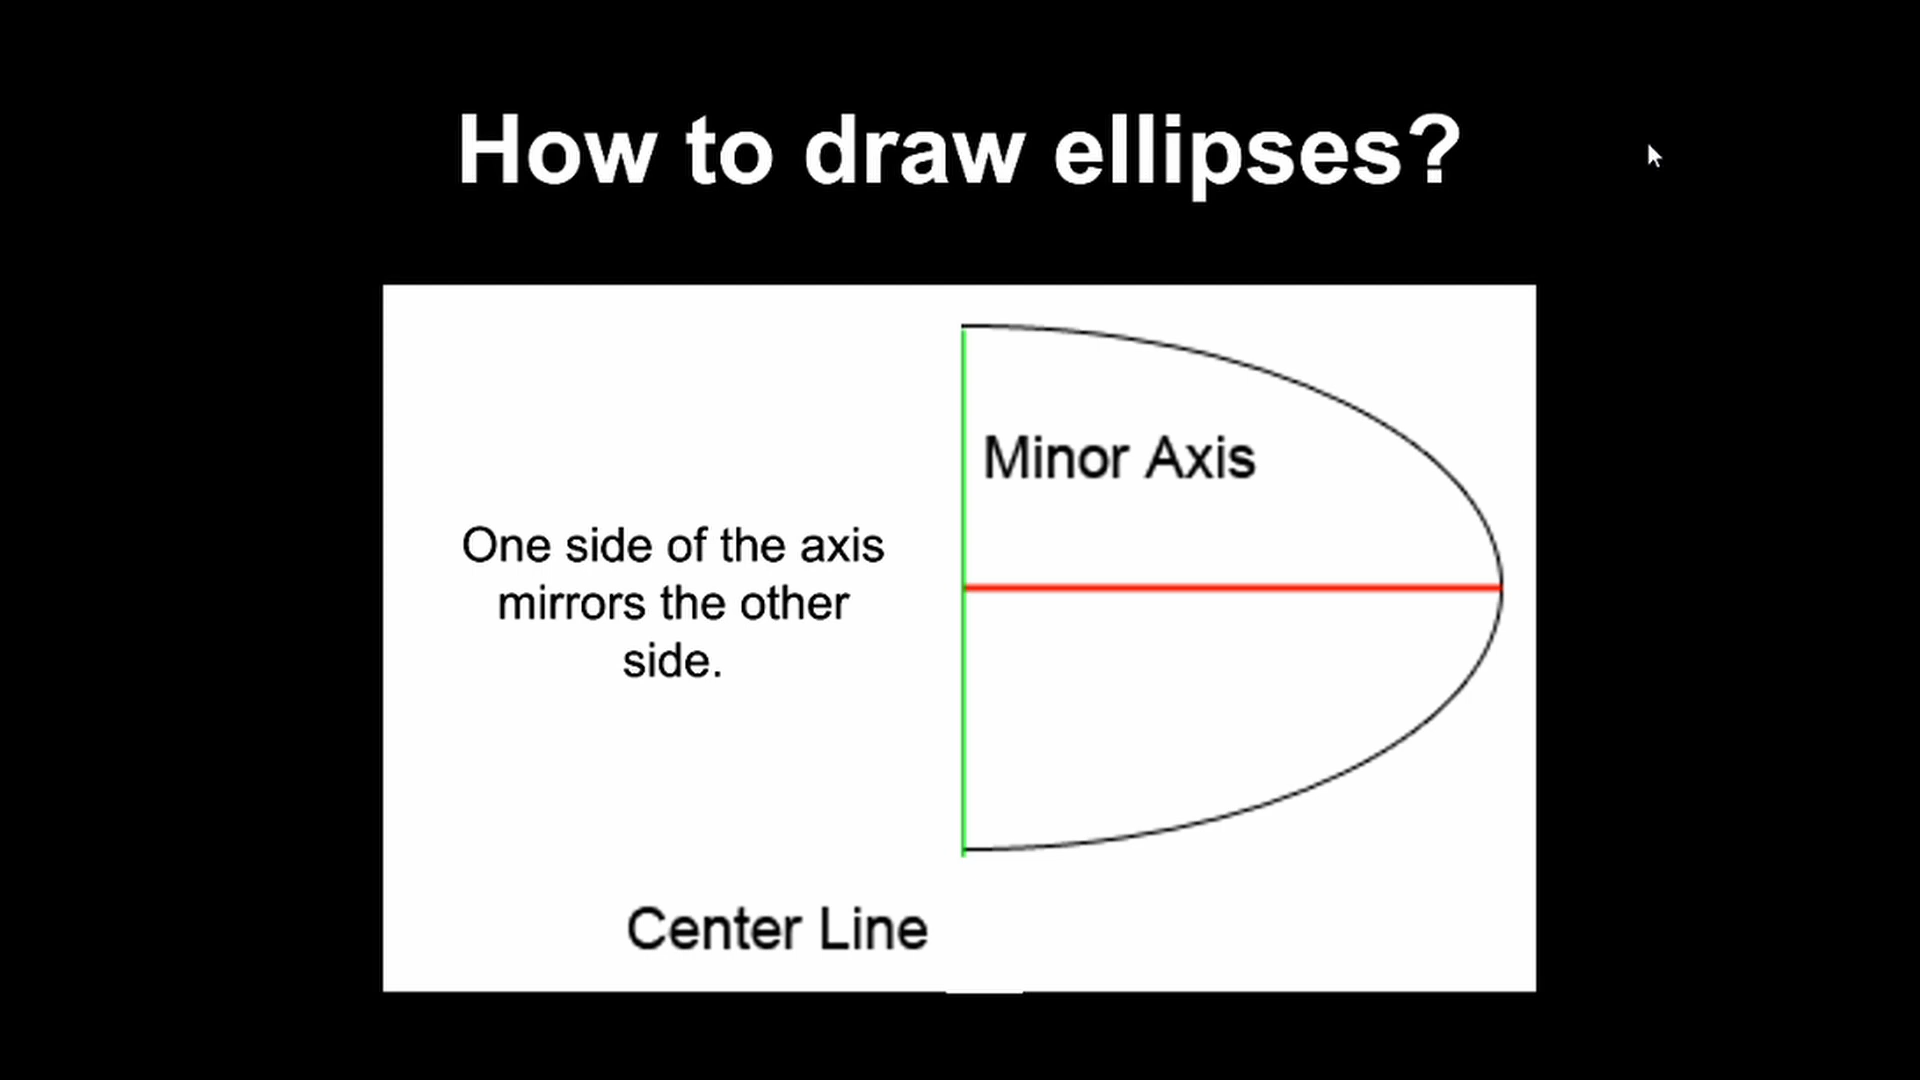 How to draw ellipses?
Minor Axis
One side of the axis
mirrors the other
side.
Center Line